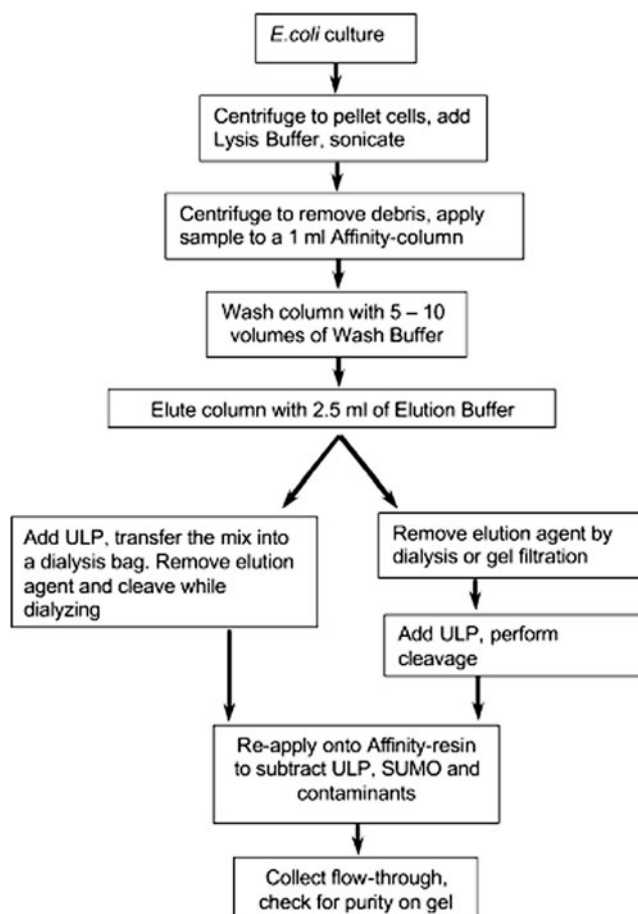 E.coli culture
Centrifuge to pellet cells, add
Lysis Buffer, sonicate
Centrifuge to remove debris, apply
sample to a 1 ml Affinity-column
Wash column with 5 – 10
volumes of Wash Buffer
Elute column with 2.5 ml of Elution Buffer
Add ULP, transfer the mix into
a dialysis bag. Remove elution
agent and cleave while
dialyzing
Remove elution agent by
dialysis or gel filtration
Add ULP, perform
cleavage
Re-apply onto Affinity-resin
to subtract ULP, SUMO and
contaminants
Collect flow-through,
check for purity on gel